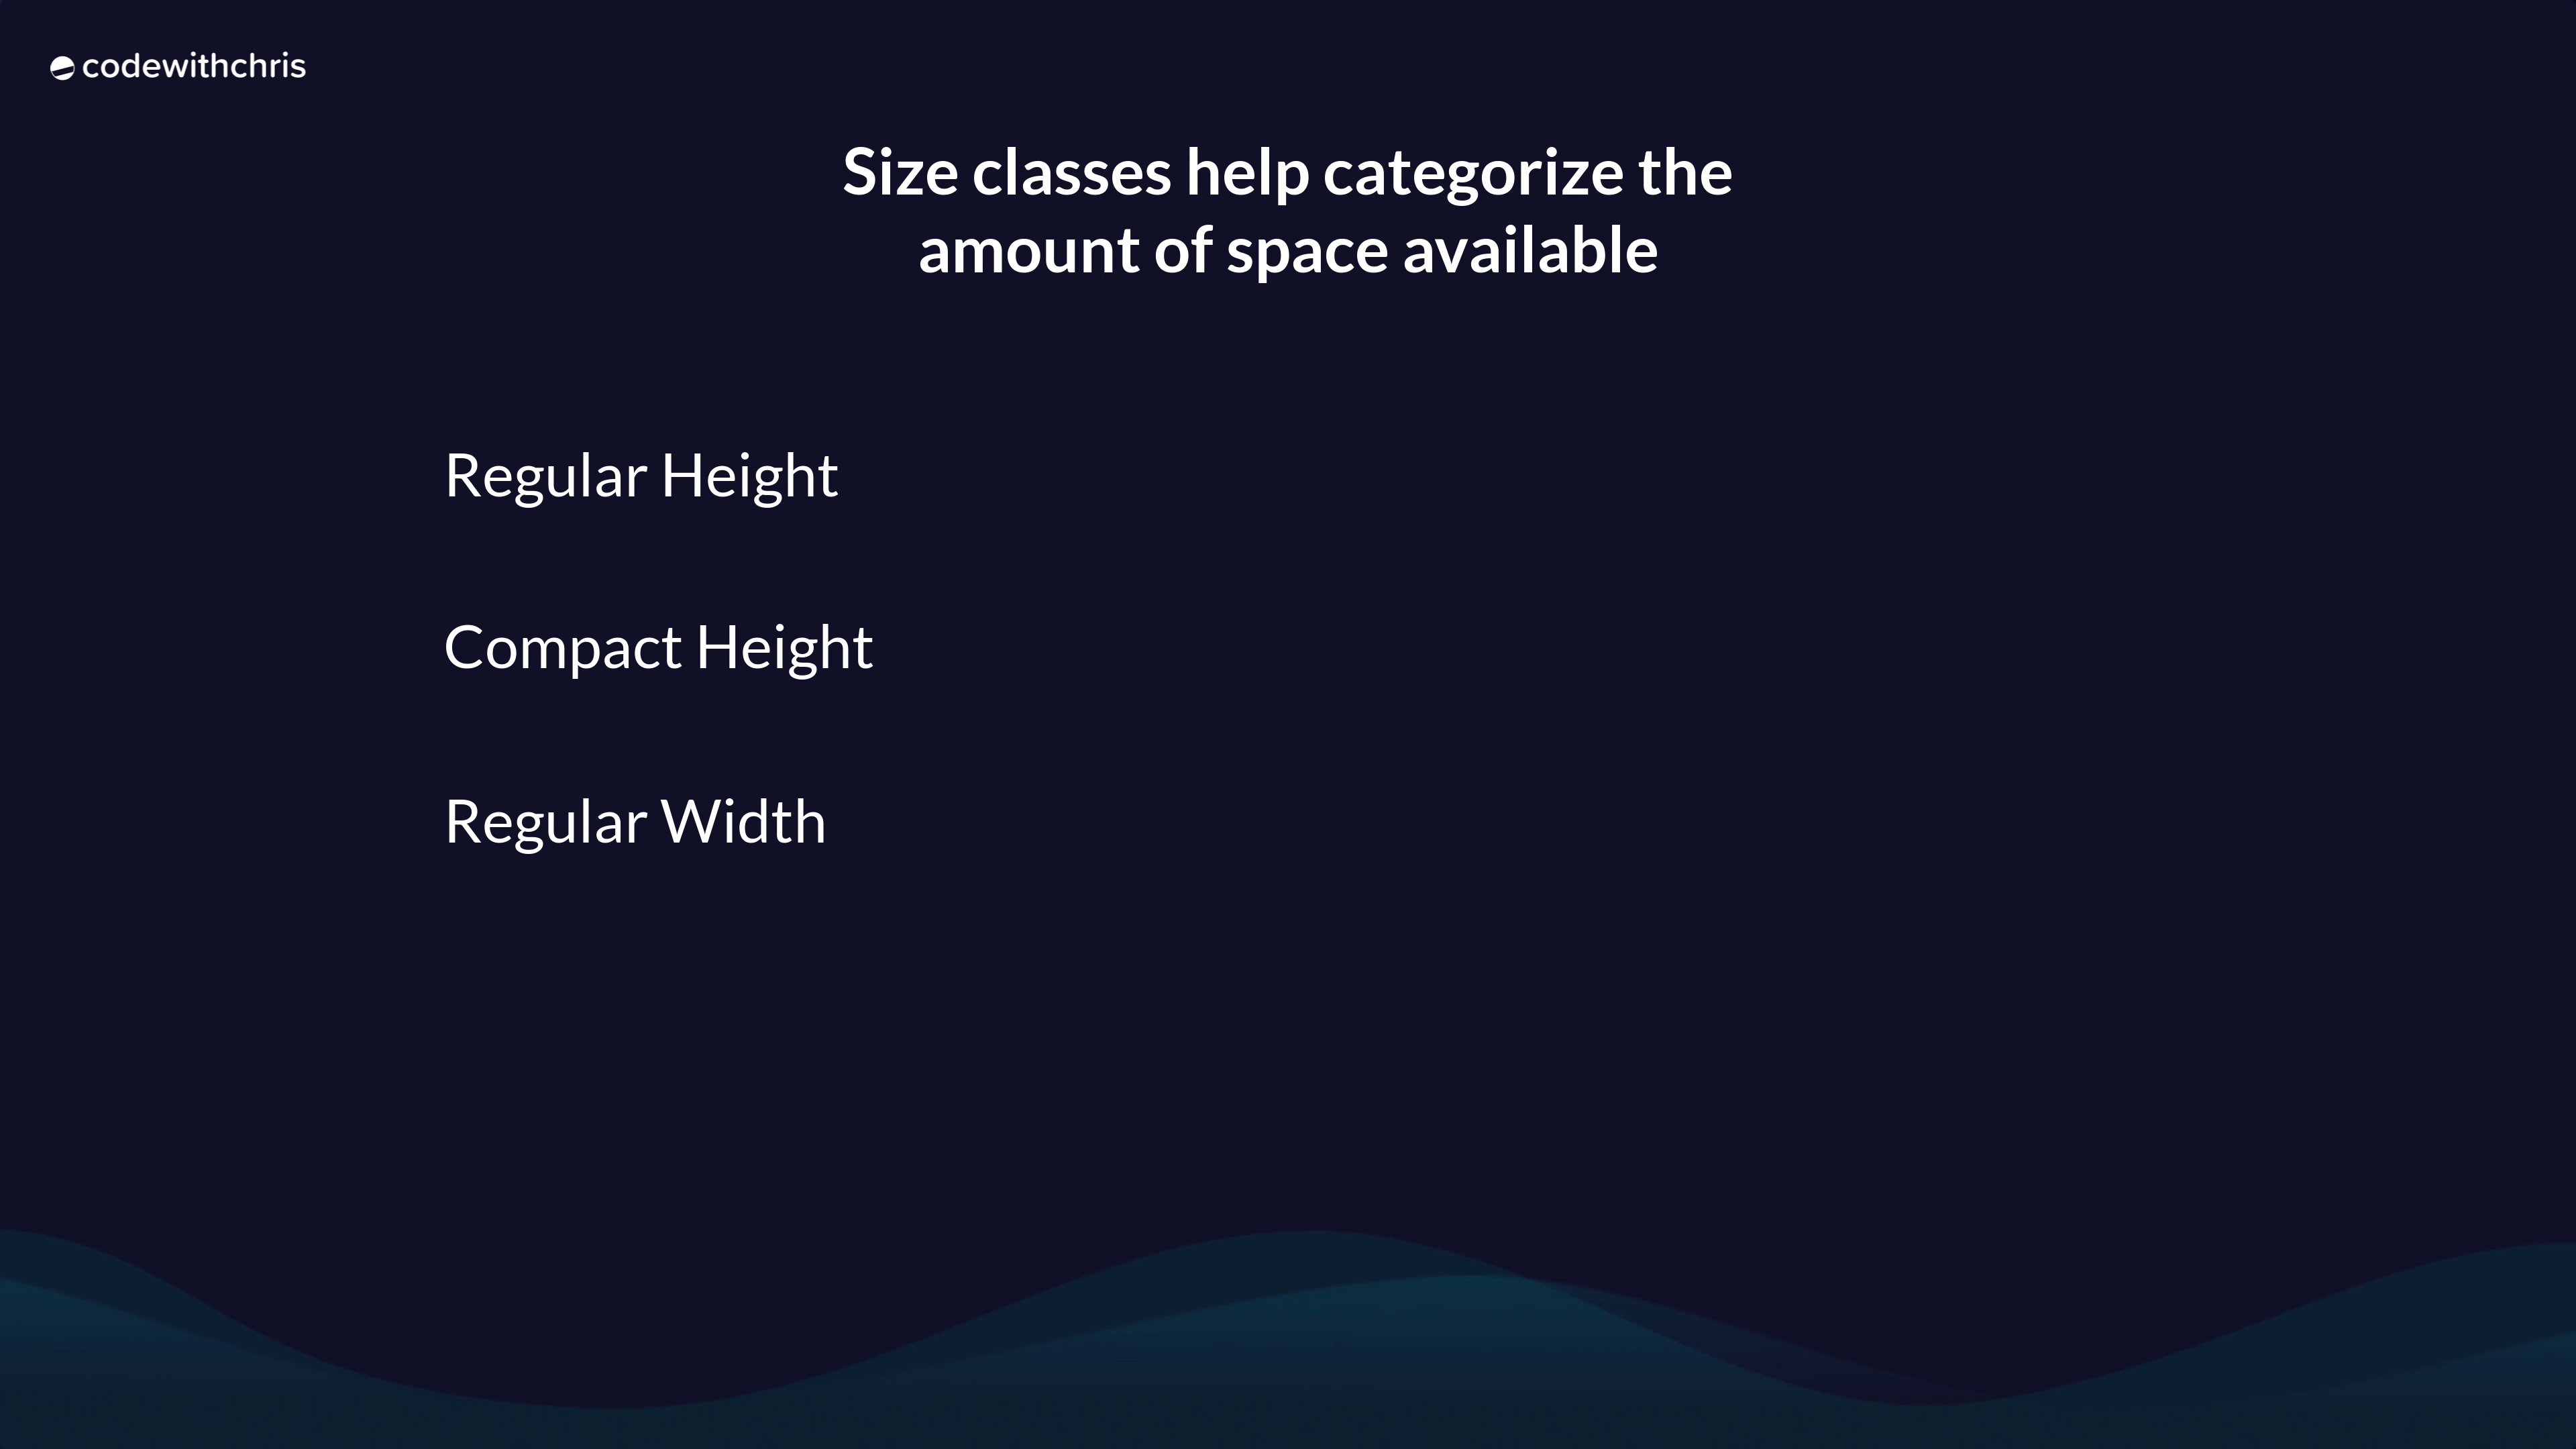 codewithchris
Size classes help categorize the
amount of space available
Regular Height
Compact Height
Regular Width